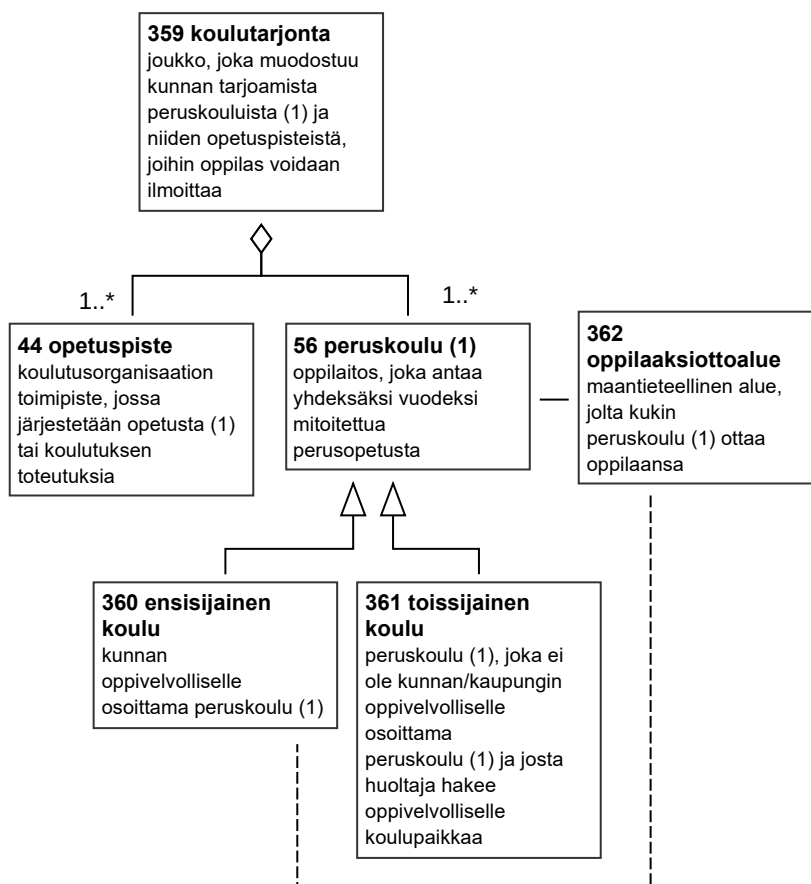 359 koulutarjonta
joukko, joka muodostuu
kunnan tarjoamista
peruskouluista (1) ja
niiden opetuspisteistä,
joihin oppilas voidaan
ilmoittaa
1..*
1..*
44 opetuspiste
koulutusorganisaation
toimipiste, jossa
järjestetään opetusta (1)
tai koulutuksen
toteutuksia
56 peruskoulu (1)
oppilaitos, joka antaa
yhdeksäksi vuodeksi
mitoitettua
perusopetusta
362
oppilaaksiottoalue
maantieteellinen alue,
jolta kukin
peruskoulu (1) ottaa
oppilaansa
360 ensisijainen
koulu
kunnan
oppivelvolliselle
osoittama peruskoulu (1)
361 toissijainen
koulu
peruskoulu (1), joka ei
ole kunnan/kaupungin
oppivelvolliselle
osoittama
peruskoulu (1) ja josta
huoltaja hakee
oppivelvolliselle
koulupaikkaa